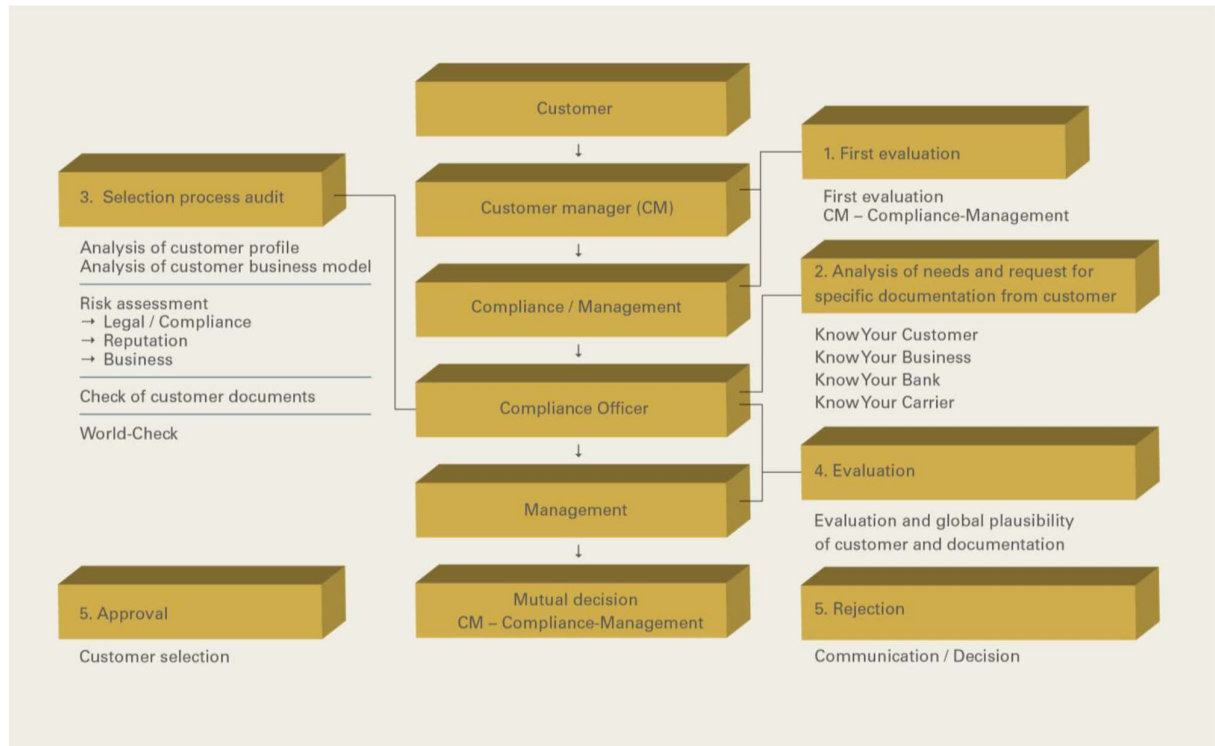 Customer
↓
Customer manager (CM)
↓
Compliance / Management
↓
Compliance Officer
↓
Management
↓
Mutual decision
CM – Compliance-Management
1. First evaluation
First evaluation
CM – Compliance-Management
2. Analysis of needs and request for
specific documentation from customer
Know Your Customer
Know Your Business
Know Your Bank
Know Your Carrier
3. Selection process audit
Analysis of customer profile
Analysis of customer business model
Risk assessment
→ Legal / Compliance
→ Reputation
→ Business
Check of customer documents
World-Check
4. Evaluation
Evaluation and global plausibility
of customer and documentation
5. Approval
Customer selection
5. Rejection
Communication / Decision